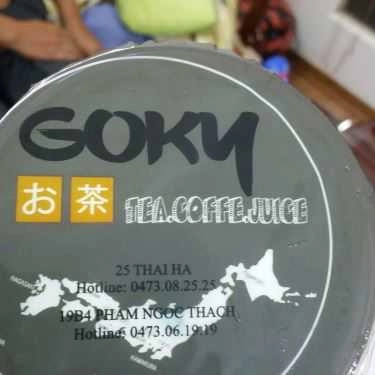 GOKY
お茶 TEA.COFFE.JUICE
25 THAI HA
Hotline: 0473.08.25.25
19B4 PHAM NGOC THACH
Hotline: 0473.06.19.19